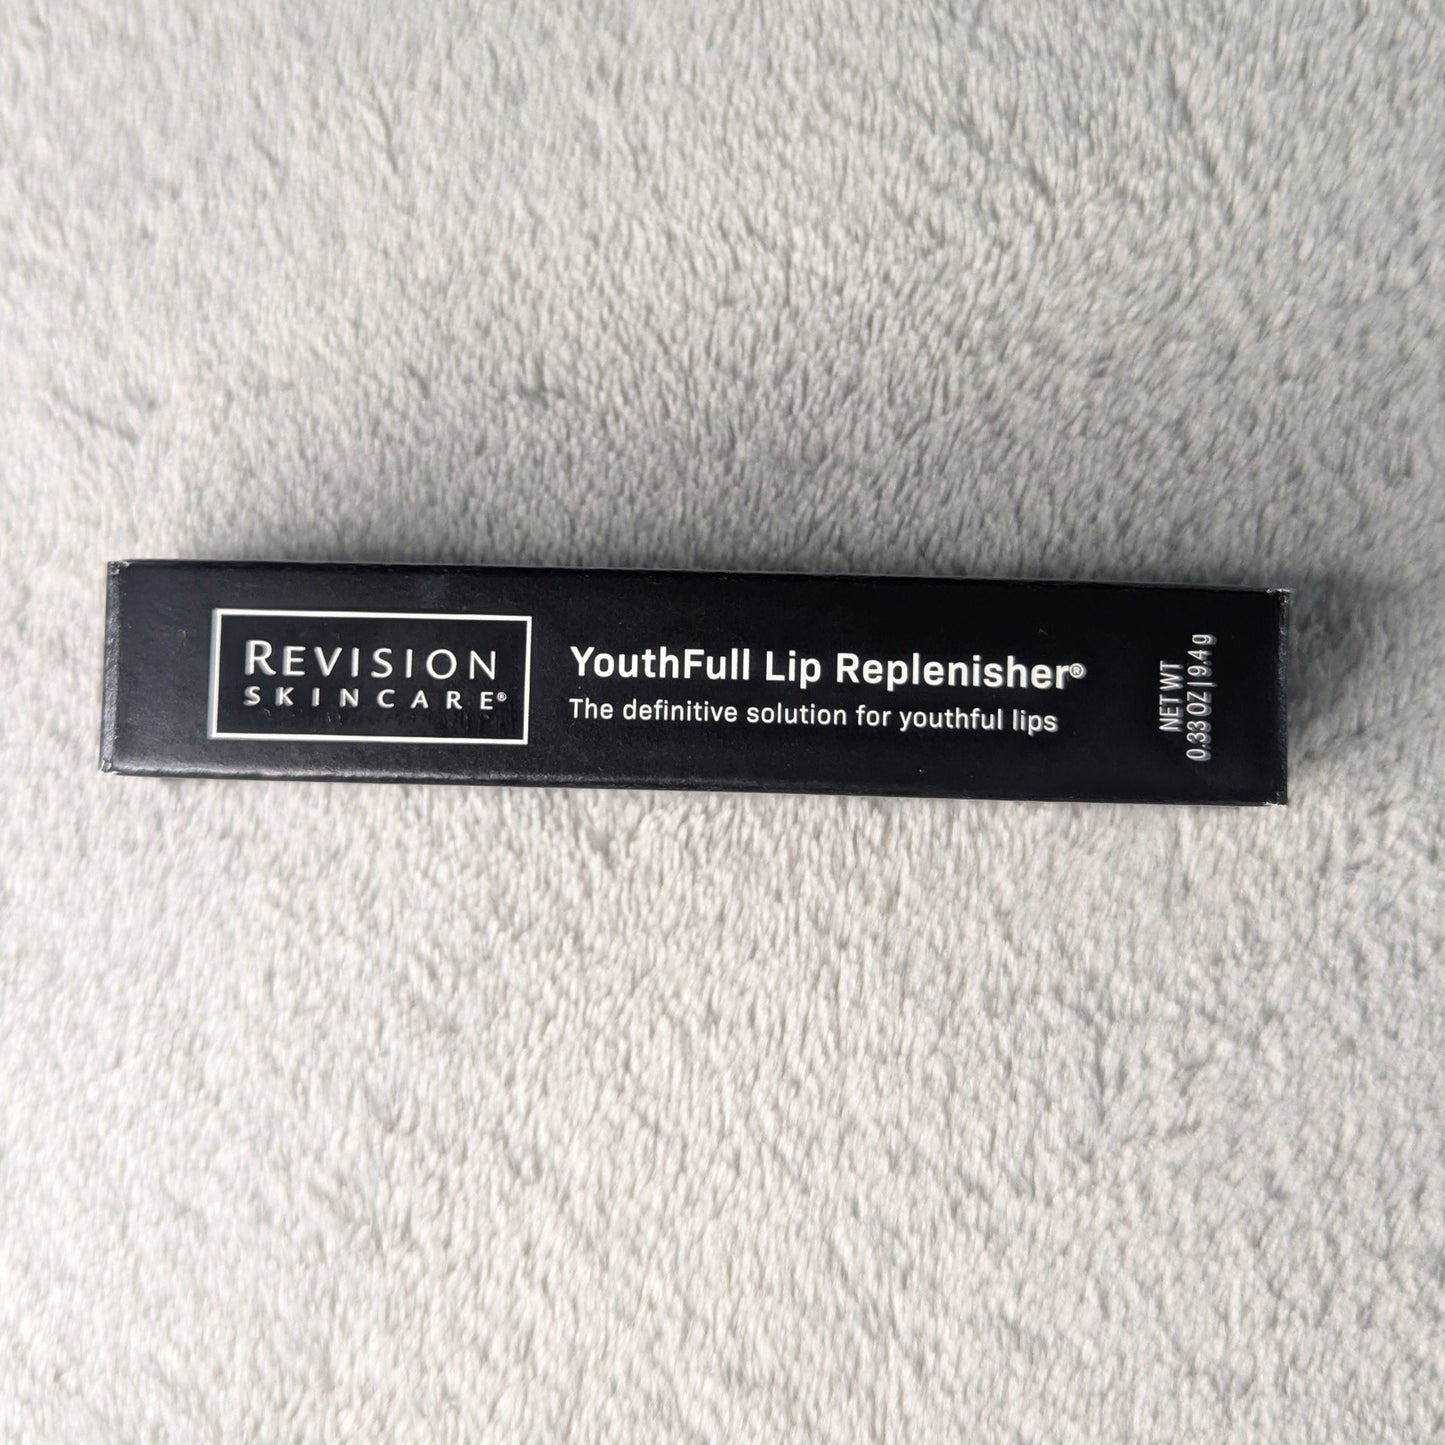 REVISION
SKINCARE®
YouthFull Lip Replenisher®
The definitive solution for youthful lips
NET WT
0.33 OZ | 9.4 g